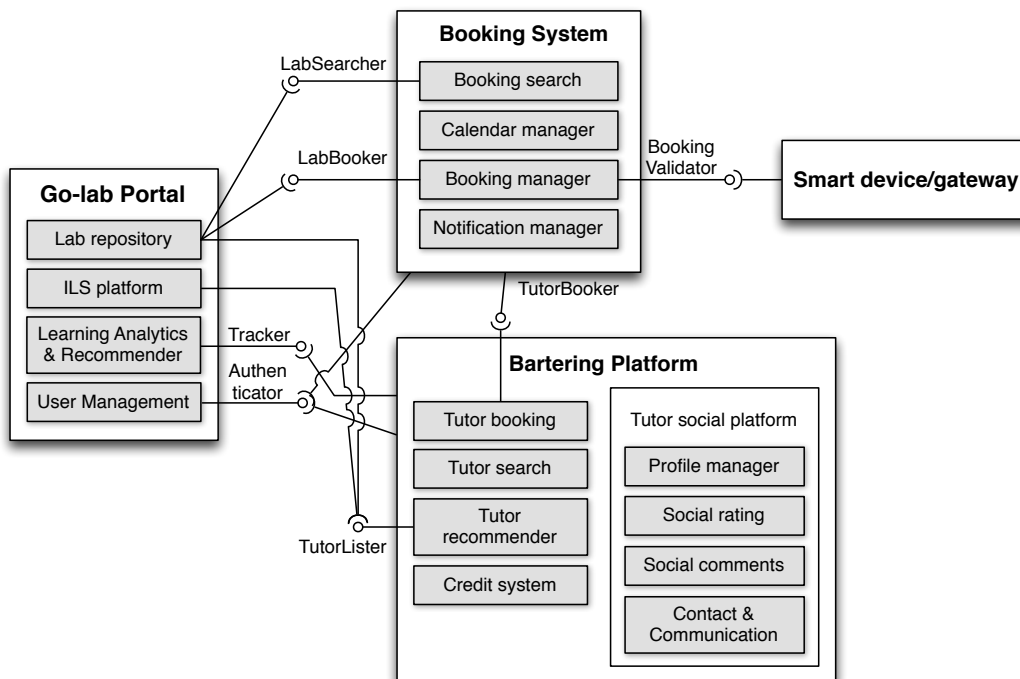 Booking System
LabSearcher
Booking search
Calendar manager
LabBooker
Booking manager
Notification manager
Booking
Validator
Smart device/gateway
Go-lab Portal
Lab repository
ILS platform
Learning Analytics
& Recommender
User Management
Tracker
Authen
ticator
TutorBooker
Bartering Platform
Tutor booking
Tutor search
Tutor
recommender
Credit system
TutorLister
Tutor social platform
Profile manager
Social rating
Social comments
Contact &
Communication